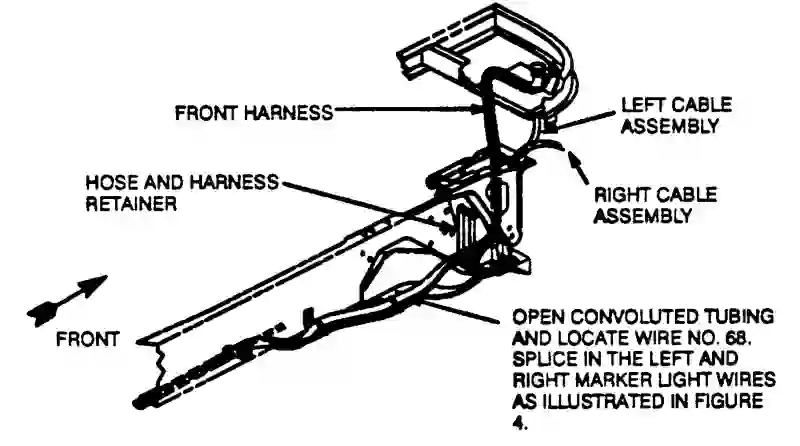 FRONT HARNESS
LEFT CABLE
ASSEMBLY
HOSE AND HARNESS
RETAINER
RIGHT CABLE
ASSEMBLY
FRONT
OPEN CONVOLUTED TUBING
AND LOCATE WIRE NO. 68.
SPLICE IN THE LEFT AND
RIGHT MARKER LIGHT WIRES
AS ILLUSTRATED IN FIGURE
4.